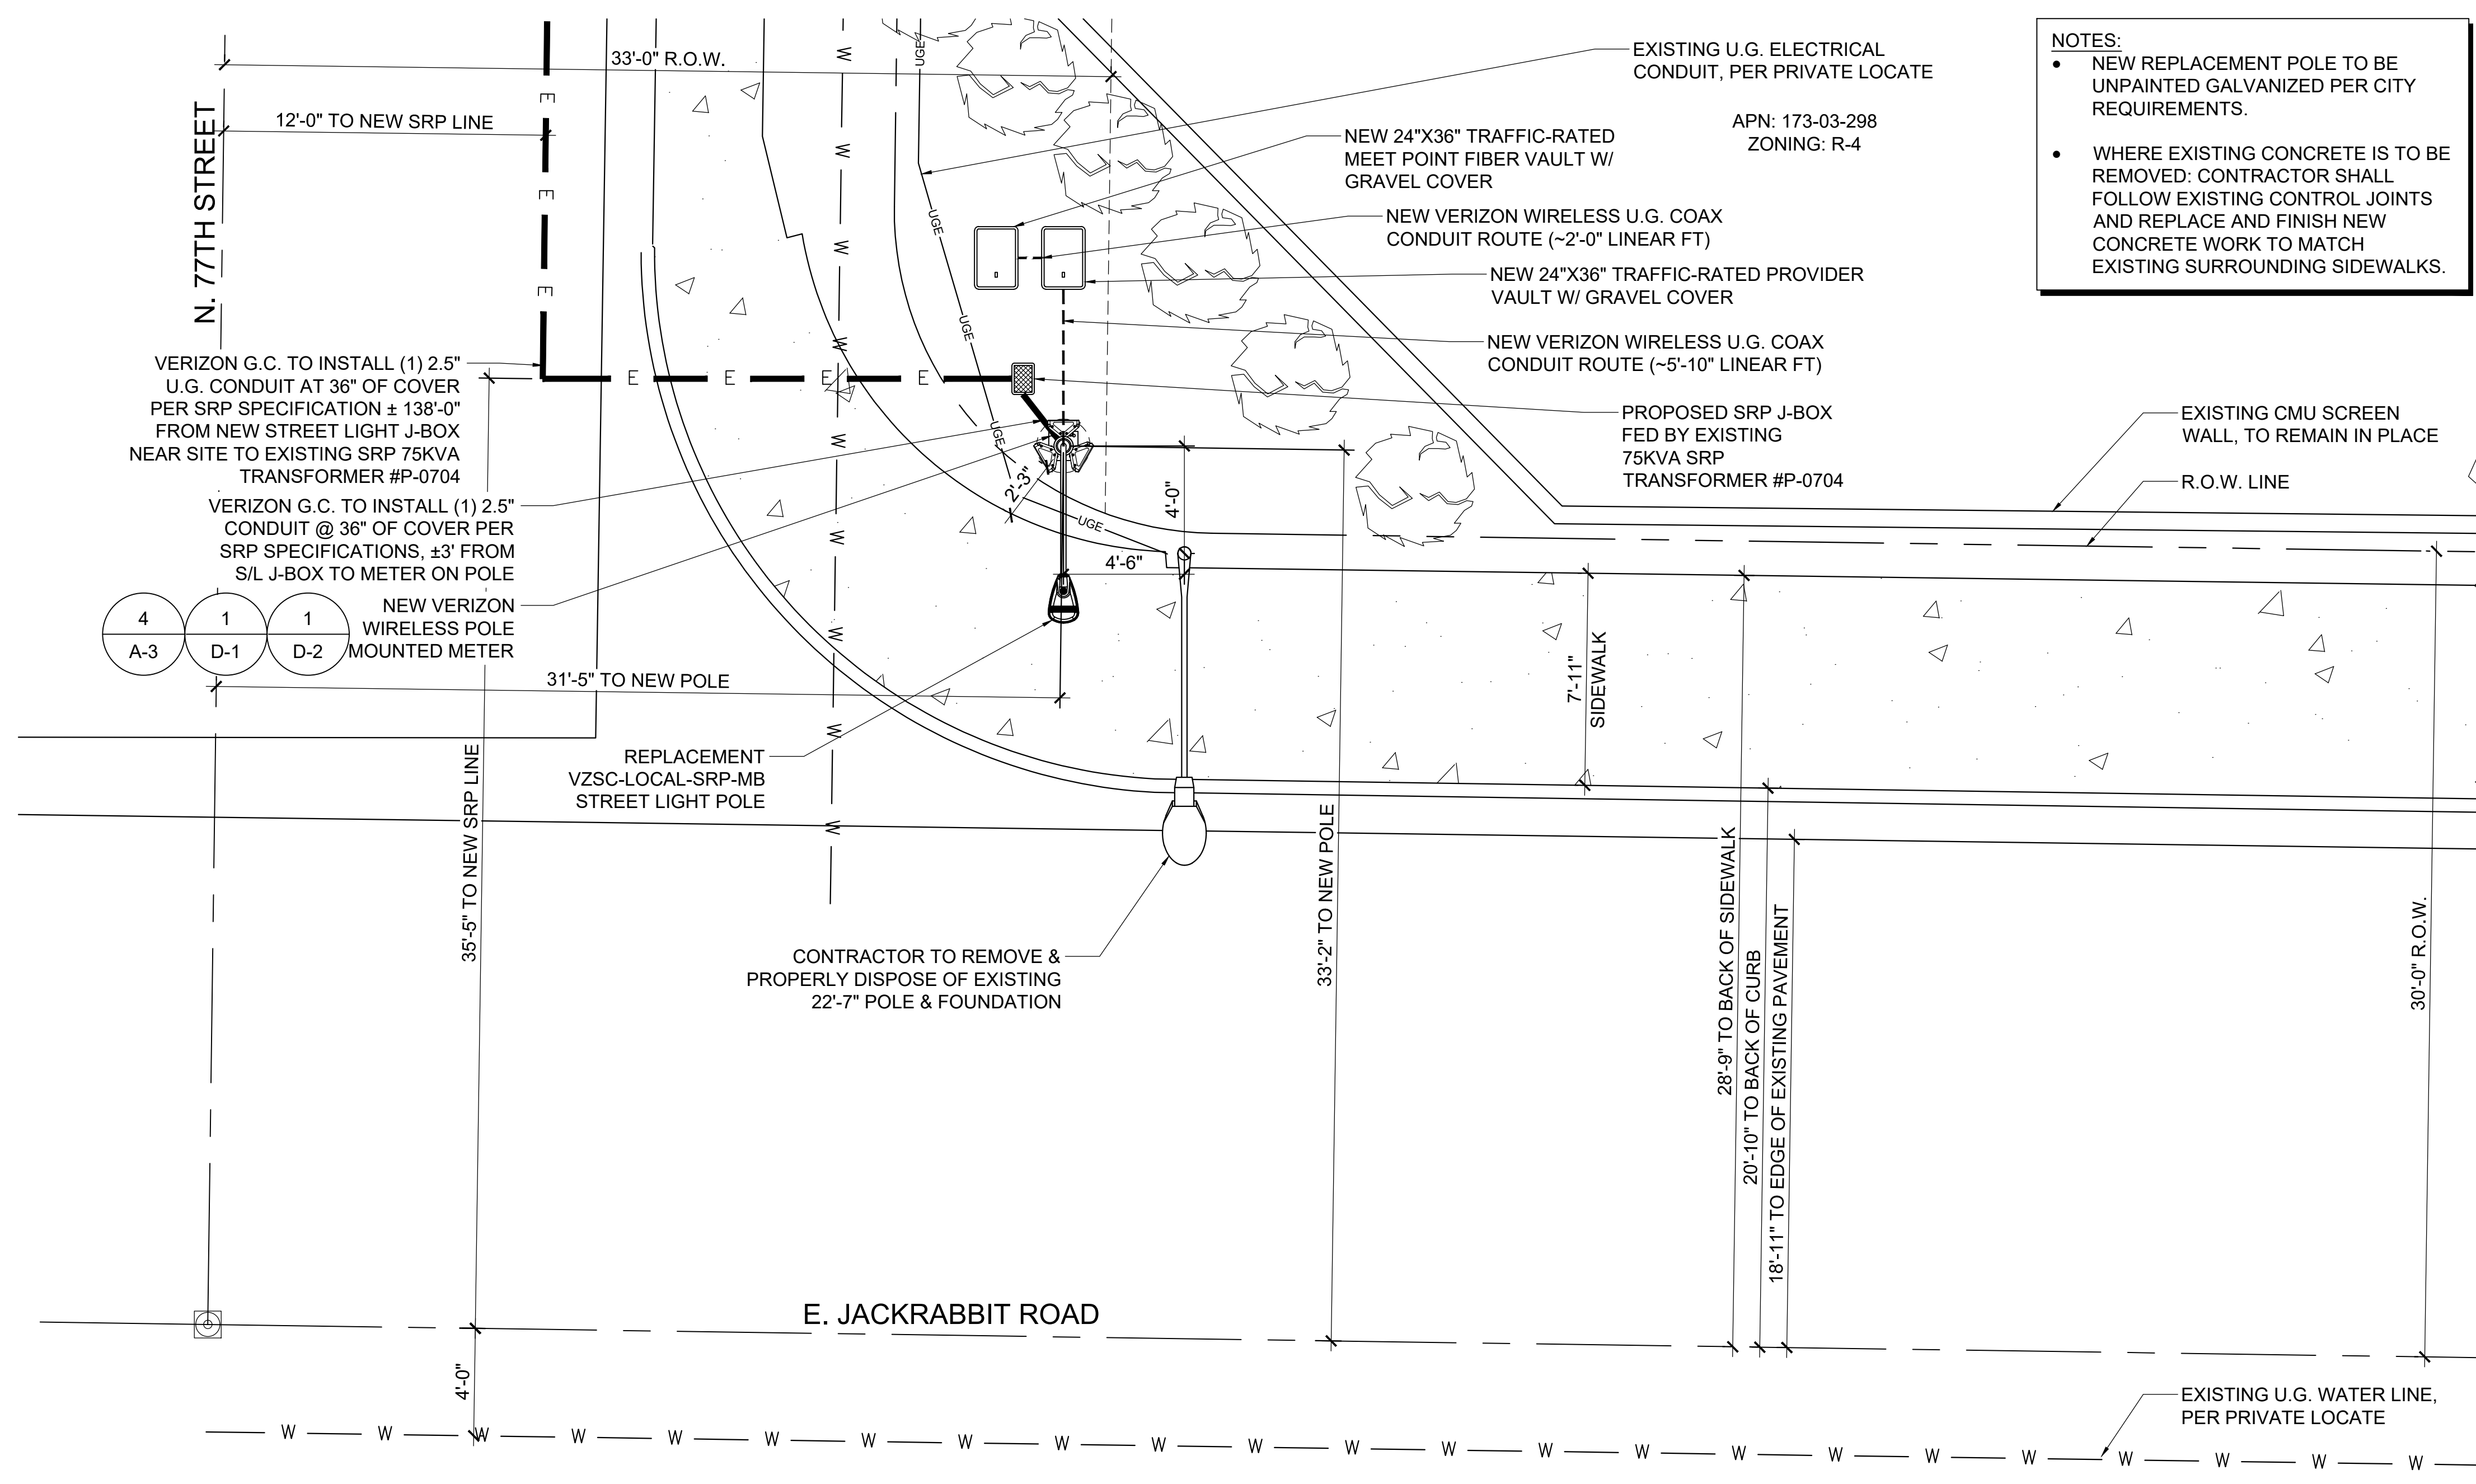 33'-0" R.O.W.
12'-0" TO NEW SRP LINE
N. 77TH STREET
E
E
E
W
W
W
W
W
W
W
W
W
UGE
UGE
UGE
UGE
UGE
EXISTING U.G. ELECTRICAL
CONDUIT, PER PRIVATE LOCATE
APN: 173-03-298
ZONING: R-4
NEW 24"X36" TRAFFIC-RATED
MEET POINT FIBER VAULT W/
GRAVEL COVER
NEW VERIZON WIRELESS U.G. COAX
CONDUIT ROUTE (~2'-0" LINEAR FT)
NEW 24"X36" TRAFFIC-RATED PROVIDER
VAULT W/ GRAVEL COVER
NEW VERIZON WIRELESS U.G. COAX
CONDUIT ROUTE (~5'-10" LINEAR FT)
PROPOSED SRP J-BOX
FED BY EXISTING
75KVA SRP
TRANSFORMER #P-0704
NOTES:
• NEW REPLACEMENT POLE TO BE
UNPAINTED GALVANIZED PER CITY
REQUIREMENTS.
• WHERE EXISTING CONCRETE IS TO BE
REMOVED: CONTRACTOR SHALL
FOLLOW EXISTING CONTROL JOINTS
AND REPLACE AND FINISH NEW
CONCRETE WORK TO MATCH
EXISTING SURROUNDING SIDEWALKS.
EXISTING CMU SCREEN
WALL, TO REMAIN IN PLACE
R.O.W. LINE
VERIZON G.C. TO INSTALL (1) 2.5"
U.G. CONDUIT AT 36" OF COVER
PER SRP SPECIFICATION ± 138'-0"
FROM NEW STREET LIGHT J-BOX
NEAR SITE TO EXISTING SRP 75KVA
TRANSFORMER #P-0704
E E E E
VERIZON G.C. TO INSTALL (1) 2.5"
CONDUIT @ 36" OF COVER PER
SRP SPECIFICATIONS, ±3' FROM
S/L J-BOX TO METER ON POLE
NEW VERIZON
WIRELESS POLE
MOUNTED METER
4
A-3
1
D-1
1
D-2
2'-3"
4'-0"
4'-6"
31'-5" TO NEW POLE
7'-11"
SIDEWALK
REPLACEMENT
VZSC-LOCAL-SRP-MB
STREET LIGHT POLE
35'-5" TO NEW SRP LINE
33'-2" TO NEW POLE
28'-9" TO BACK OF SIDEWALK
20'-10" TO BACK OF CURB
18'-11" TO EDGE OF EXISTING PAVEMENT
30'-0" R.O.W.
CONTRACTOR TO REMOVE &
PROPERLY DISPOSE OF EXISTING
22'-7" POLE & FOUNDATION
E. JACKRABBIT ROAD
4'-0"
EXISTING U.G. WATER LINE,
PER PRIVATE LOCATE
W W W W W W W W W W W W W W W W W W W W W W W